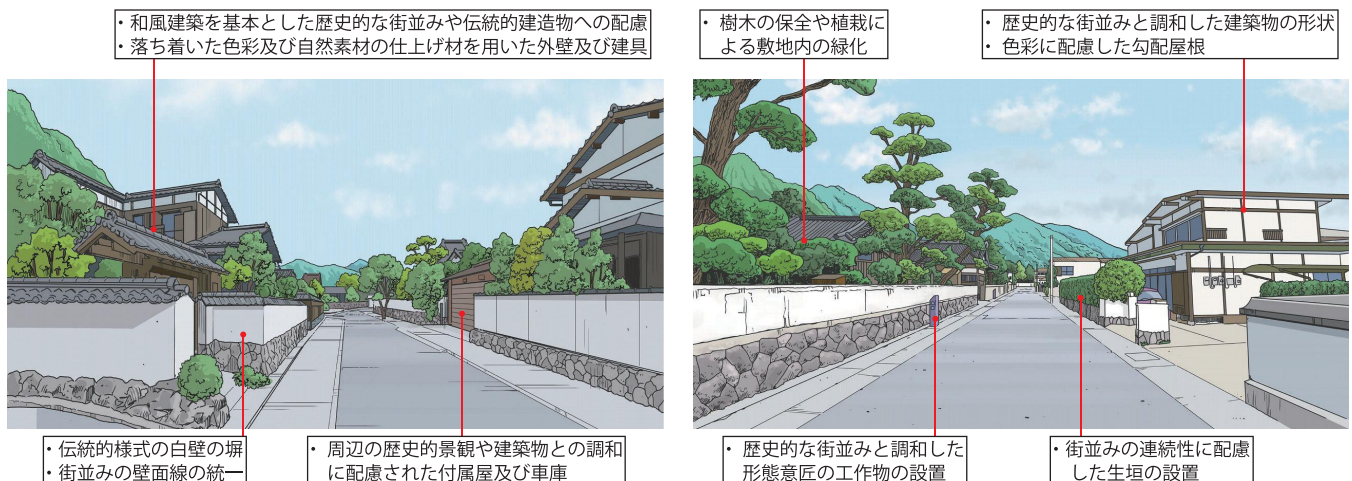 ・ 和風建築を基本とした歴史的な街並みや伝統的建造物への配慮
・ 落ち着いた色彩及び自然素材の仕上げ材を用いた外壁及び建具
・ 樹木の保全や植栽に
よる敷地内の緑化
・ 歴史的な街並みと調和した建築物の形状
・ 色彩に配慮した勾配屋根
・ 伝統的様式の白壁の塀
・ 街並みの壁面線の統一
・ 周辺の歴史的景観や建築物との調和
に配慮された付属屋及び車庫
・ 歴史的な街並みと調和した
形態意匠の工作物の設置
・ 街並みの連続性に配慮
した生垣の設置